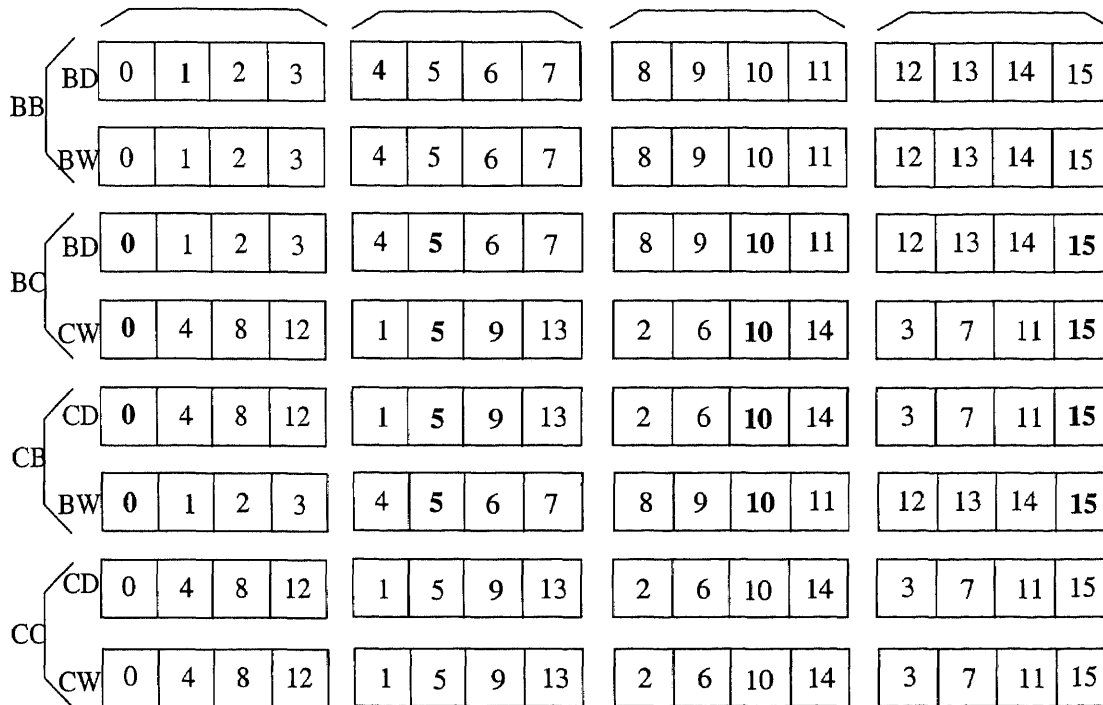 BD 0 1 2 3 4 5 6 7 8 9 10 11 12 13 14 15
BB
BW 0 1 2 3 4 5 6 7 8 9 10 11 12 13 14 15
BD 0 1 2 3 4 5 6 7 8 9 10 11 12 13 14 15
BC
CW 0 4 8 12 1 5 9 13 2 6 10 14 3 7 11 15
CD 0 4 8 12 1 5 9 13 2 6 10 14 3 7 11 15
CB
BW 0 1 2 3 4 5 6 7 8 9 10 11 12 13 14 15
CD 0 4 8 12 1 5 9 13 2 6 10 14 3 7 11 15
CC
CW 0 4 8 12 1 5 9 13 2 6 10 14 3 7 11 15